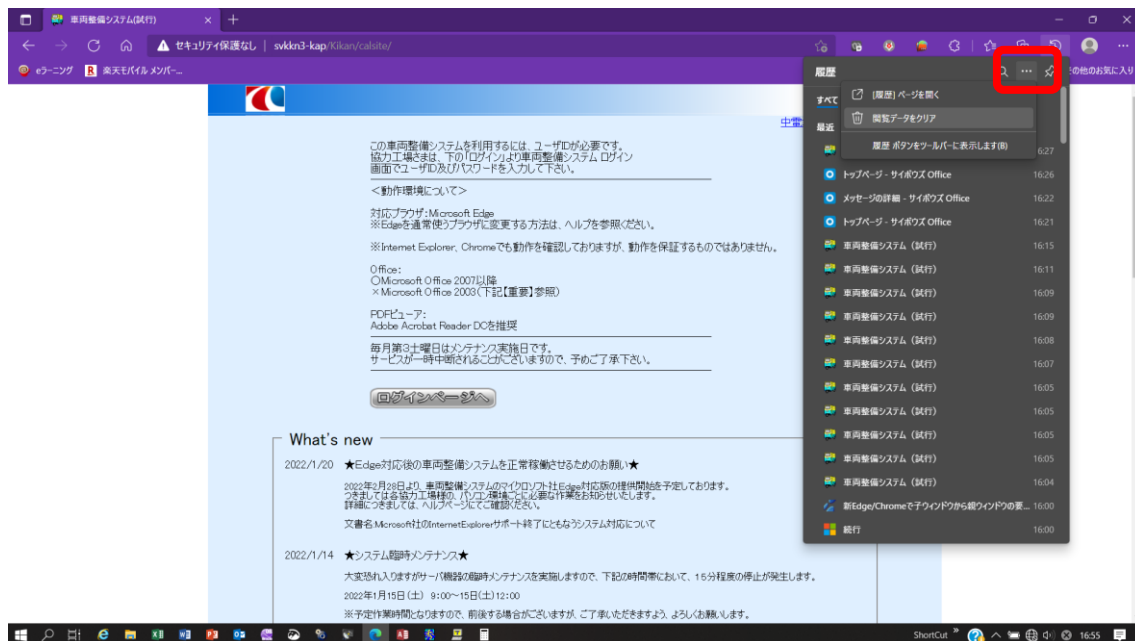 車両整備システム(試行)
セキュリティ保護なし | svkkn3-kap/Kikan/calsite/
eラーニング 楽天モバイル メンバー... の他のお気に入り
履歴
すべて
[履歴] ページを開く
閲覧データをクリア
履歴 ボタンをツールバーに表示します(B)
最近
6:27
トップページ - サイボウズ Office 16:26
メッセージの詳細 - サイボウズ Office 16:22
トップページ - サイボウズ Office 16:21
車両整備システム (試行) 16:15
車両整備システム (試行) 16:11
車両整備システム (試行) 16:09
車両整備システム (試行) 16:09
車両整備システム (試行) 16:08
車両整備システム (試行) 16:07
車両整備システム (試行) 16:05
車両整備システム (試行) 16:05
車両整備システム (試行) 16:05
車両整備システム (試行) 16:05
車両整備システム (試行) 16:04
新Edge/Chromeで子ウィンドウから親ウィンドウの要... 16:00
続行 16:00
中電
この車両整備システムを利用するには、ユーザIDが必要です。
協力工場さまは、下の「ログイン」より車両整備システム ログイン
画面でユーザID及びパスワードを入力して下さい。
<動作環境について>
対応ブラウザ:Microsoft Edge
※Edgeを通常使うブラウザに変更する方法は、ヘルプを参照ください。
※Internet Explorer、Chromeでも動作を確認しておりますが、動作を保証するものではありません。
Office:
○Microsoft Office 2007以降
×Microsoft Office 2003(下記【重要】参照)
PDFビューア:
Adobe Acrobat Reader DCを推奨
毎月第3土曜日はメンテナンス実施日です。
サービスが一時中断されることがございますので、予めご了承下さい。
ログインページへ
What's new
2022/1/20 ★Edge対応後の車両整備システムを正常稼働させるためのお願い★
2022年2月28日より、車両整備システムのマイクロソフト社Edge対応版の提供開始を予定しております。
つきましては各協力工場様の、パソコン環境ごとに必要な作業をお知らせいたします。
詳細につきましては、ヘルプページにてご確認ください。
文書名:Microsoft社のInternetExplorerサポート終了にともなうシステム対応について
2022/1/14 ★システム臨時メンテナンス★
大変恐れ入りますがサーバ機器の臨時メンテナンスを実施しますので、下記の時間帯において、15分程度の停止が発生します。
2022年1月15日(土) 9:00~15日(土)12:00
※予定作業時間となりますので、前後する場合がございますが、ご了承いただきますよう、よろしくお願いします。
ShortCut 16:55